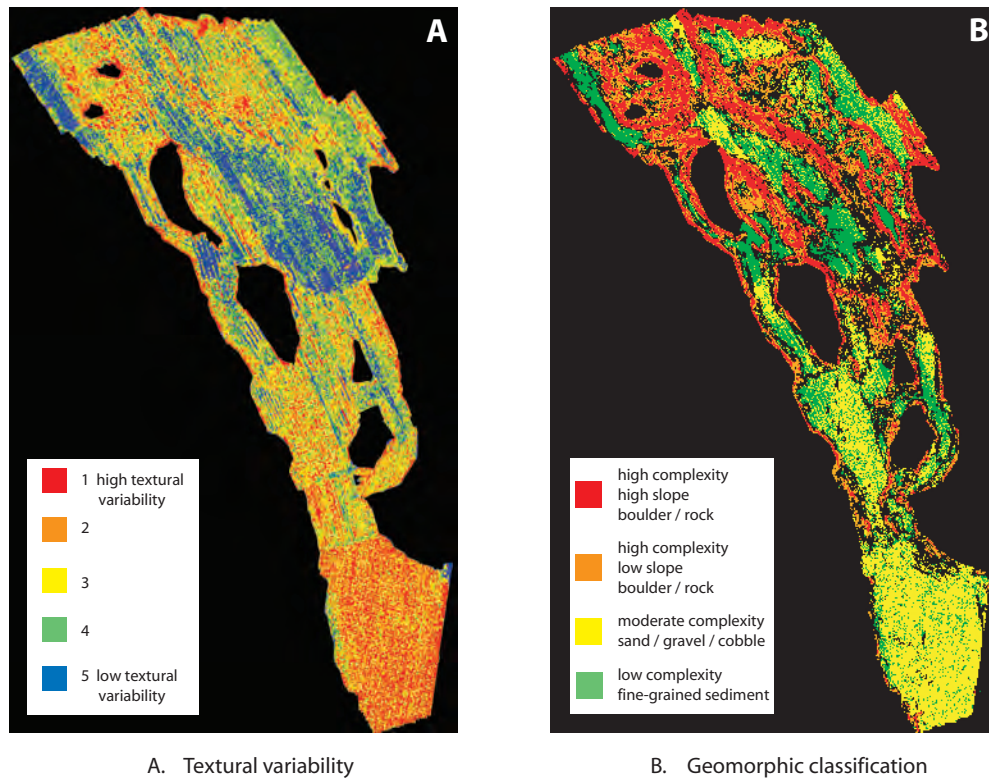 A
1 high textural
variability
2
3
4
5 low textural
variability
A. Textural variability
B
high complexity
high slope
boulder / rock
high complexity
low slope
boulder / rock
moderate complexity
sand / gravel / cobble
low complexity
fine-grained sediment
B. Geomorphic classification